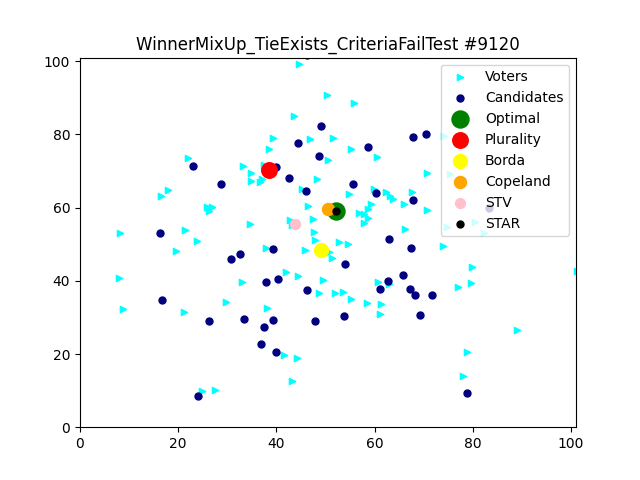 WinnerMixUp_TieExists_CriteriaFailTest #9120
100
80
60
40
20
0
0
20
40
60
80
100
Voters
Candidates
Optimal
Plurality
Borda
Copeland
STV
STAR